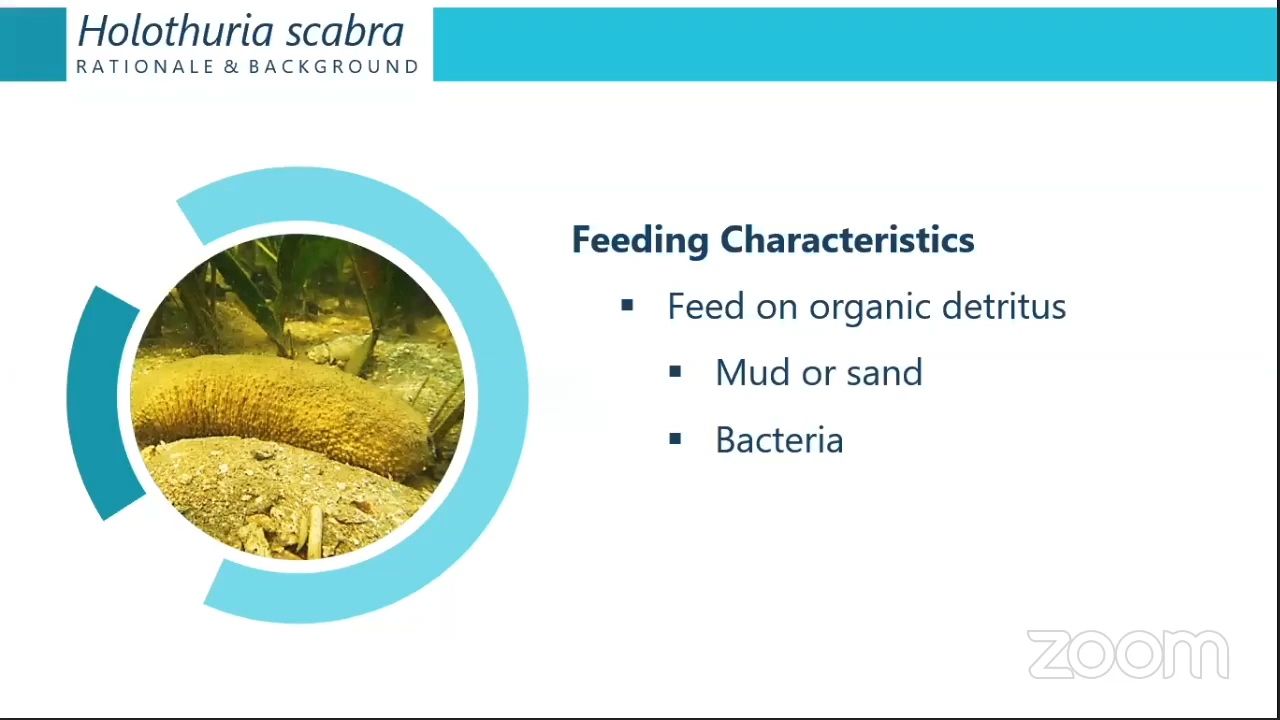 Holothuria scabra
RATIONALE & BACKGROUND
Feeding Characteristics
▪ Feed on organic detritus
▪ Mud or sand
▪ Bacteria
zoom